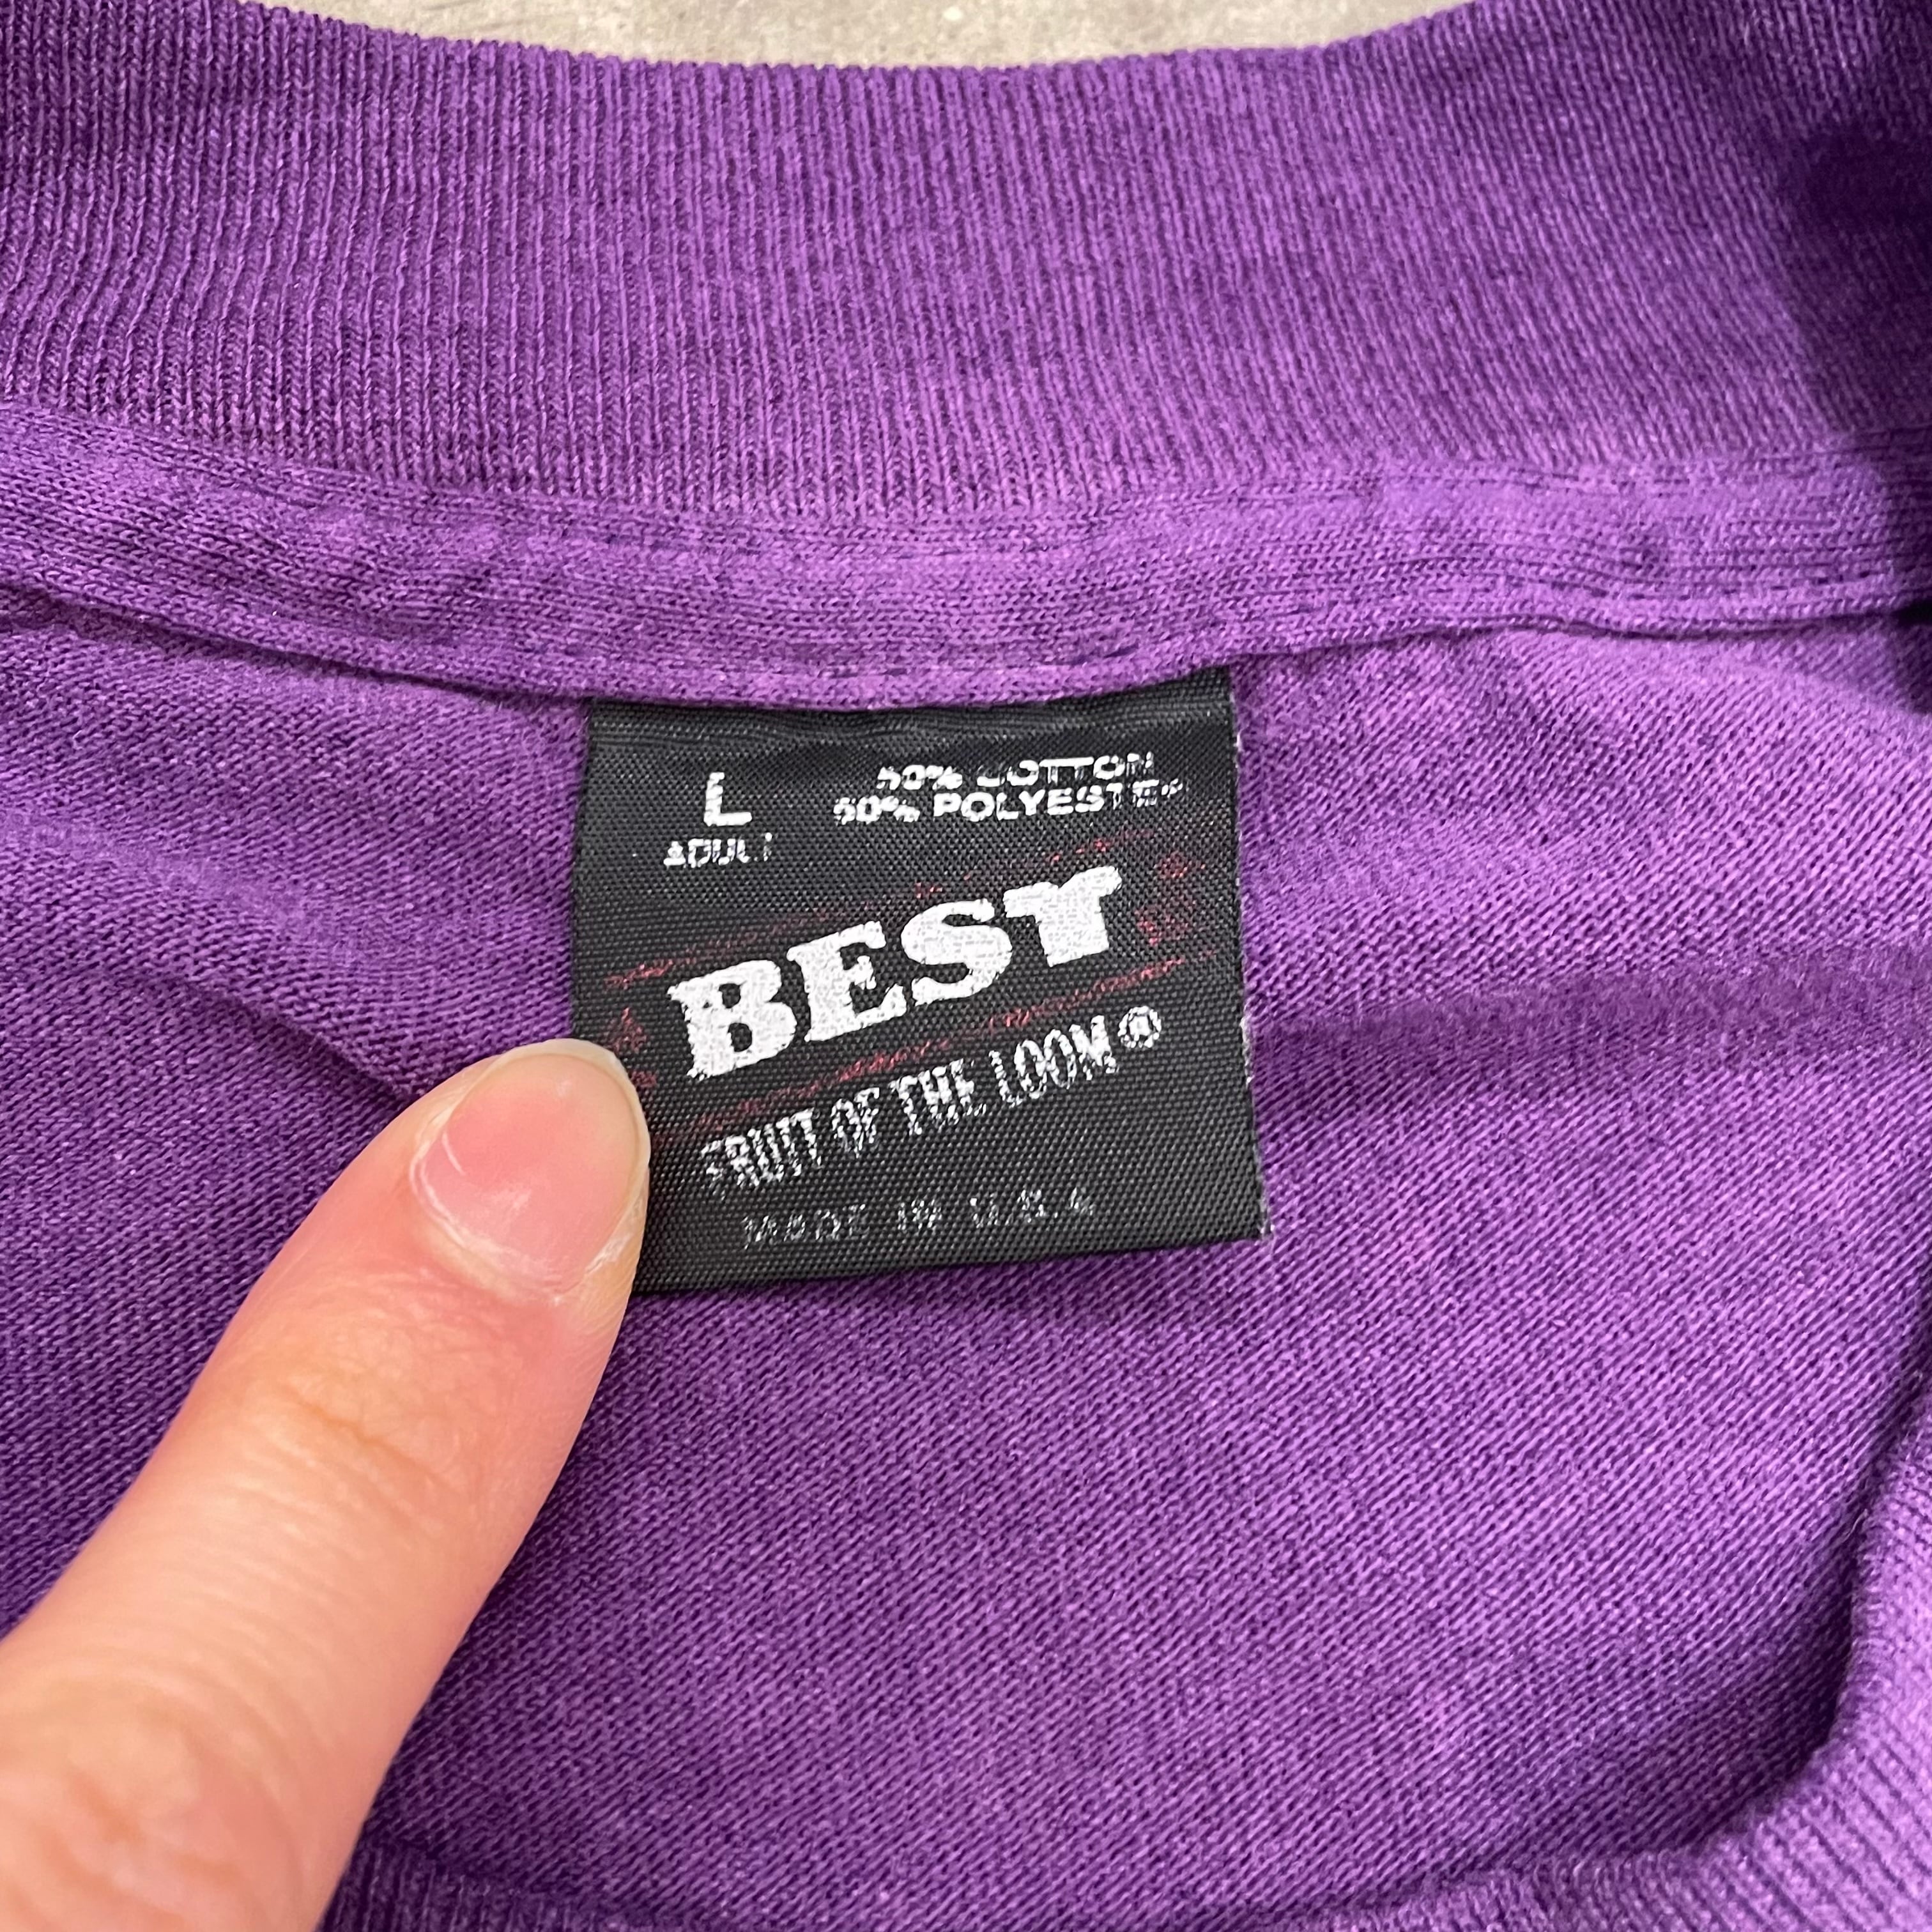 L
ADULT
50% COTTON
50% POLYESTER
BEST
FRUIT OF THE LOOM®
MADE IN U.S.A.